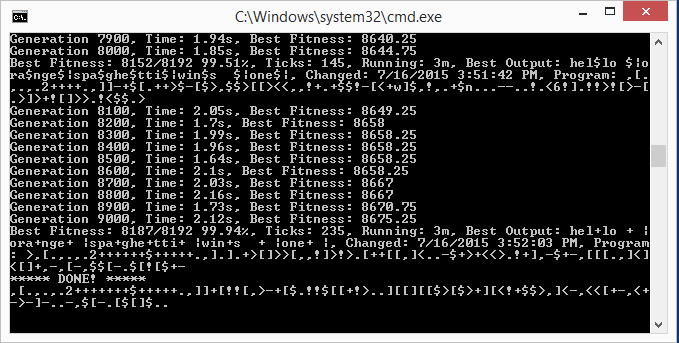 C:\Windows\system32\cmd.exe
Generation 7900, Time: 1.94s, Best Fitness: 8640.25
Generation 8000, Time: 1.85s, Best Fitness: 8644.75
Best Fitness: 8152/8192 99.51%, Ticks: 145, Running: 3m, Best Output: hel$lo $¦o
ra$nge$¦spa$ghe$tti$¦win$s  $¦one$¦, Changed: 7/16/2015 3:51:42 PM, Program: ,[.
,.,.2++++.,]]-+$[.++>$-[$>,$$>[[><<,,!+.+$$!-[<+w]$,!,.+$n...--..!.<6!].!!>![>-[
.>]>+![]>>.!<$$.>
Generation 8100, Time: 2.05s, Best Fitness: 8649.25
Generation 8200, Time: 1.7s, Best Fitness: 8658
Generation 8300, Time: 1.99s, Best Fitness: 8658.25
Generation 8400, Time: 1.96s, Best Fitness: 8658.25
Generation 8500, Time: 1.64s, Best Fitness: 8658.25
Generation 8600, Time: 2.1s, Best Fitness: 8658.25
Generation 8700, Time: 2.03s, Best Fitness: 8667
Generation 8800, Time: 2.16s, Best Fitness: 8667
Generation 8900, Time: 1.73s, Best Fitness: 8670.75
Generation 9000, Time: 2.12s, Best Fitness: 8675.25
Best Fitness: 8187/8192 99.94%, Ticks: 235, Running: 3m, Best Output: hel+lo + ¦
ora+nge+ ¦spa+ghe+tti+ ¦win+s  + ¦one+ ¦, Changed: 7/16/2015 3:52:03 PM, Program
: >,[.,.,.2++++++$+++++.,].].+>[]>>[,,!]>!>.[++[[,]<..-$+>+<<>.!+],-$+-,[[[.,]<]
<[]+,-,[-,$$[-.$[![$+-
***** DONE! *****
,[.,.,.2+++++++$+++++.,]]+[!![,>-+[$.!!$[[+!>..][[][[$>[$>+][<!+$$>,]<-,<<[+-,<+
->-]-..-,$[-.[$[]$..